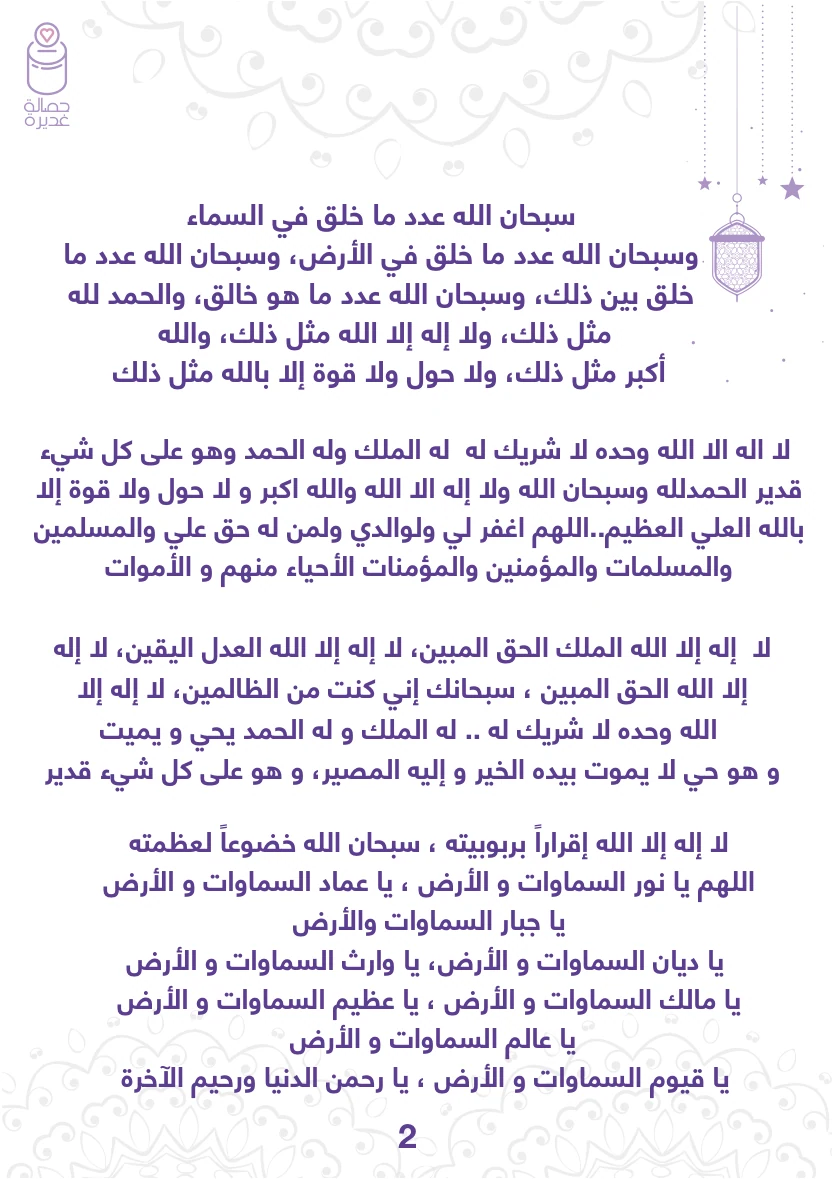 حصالة
غديرة
سبحان الله عدد ما خلق في السماء
وسبحان الله عدد ما خلق في الأرض، وسبحان الله عدد ما
خلق بين ذلك، وسبحان الله عدد ما هو خالق، والحمد لله
مثل ذلك، ولا إله إلا الله مثل ذلك، والله
أكبر مثل ذلك، ولا حول ولا قوة إلا بالله مثل ذلك
لا اله الا الله وحده لا شريك له له الملك وله الحمد وهو على كل شيء
قدير الحمدلله وسبحان الله ولا إله الا الله والله اكبر و لا حول ولا قوة إلا
بالله العلي العظيم..اللهم اغفر لي ولوالدي ولمن له حق علي والمسلمين
والمسلمات والمؤمنين والمؤمنات الأحياء منهم و الأموات
لا إله إلا الله الملك الحق المبين، لا إله إلا الله العدل اليقين، لا إله
إلا الله الحق المبين ، سبحانك إني كنت من الظالمين، لا إله إلا
الله وحده لا شريك له .. له الملك و له الحمد يحي و يميت
و هو حي لا يموت بيده الخير و إليه المصير، و هو على كل شيء قدير
لا إله إلا الله إقراراً بربوبيته ، سبحان الله خضوعاً لعظمته
اللهم يا نور السماوات و الأرض ، يا عماد السماوات و الأرض
يا جبار السماوات والأرض
يا ديان السماوات و الأرض، يا وارث السماوات و الأرض
يا مالك السماوات و الأرض ، يا عظيم السماوات و الأرض
يا عالم السماوات و الأرض
يا قيوم السماوات و الأرض ، يا رحمن الدنيا ورحيم الآخرة
2